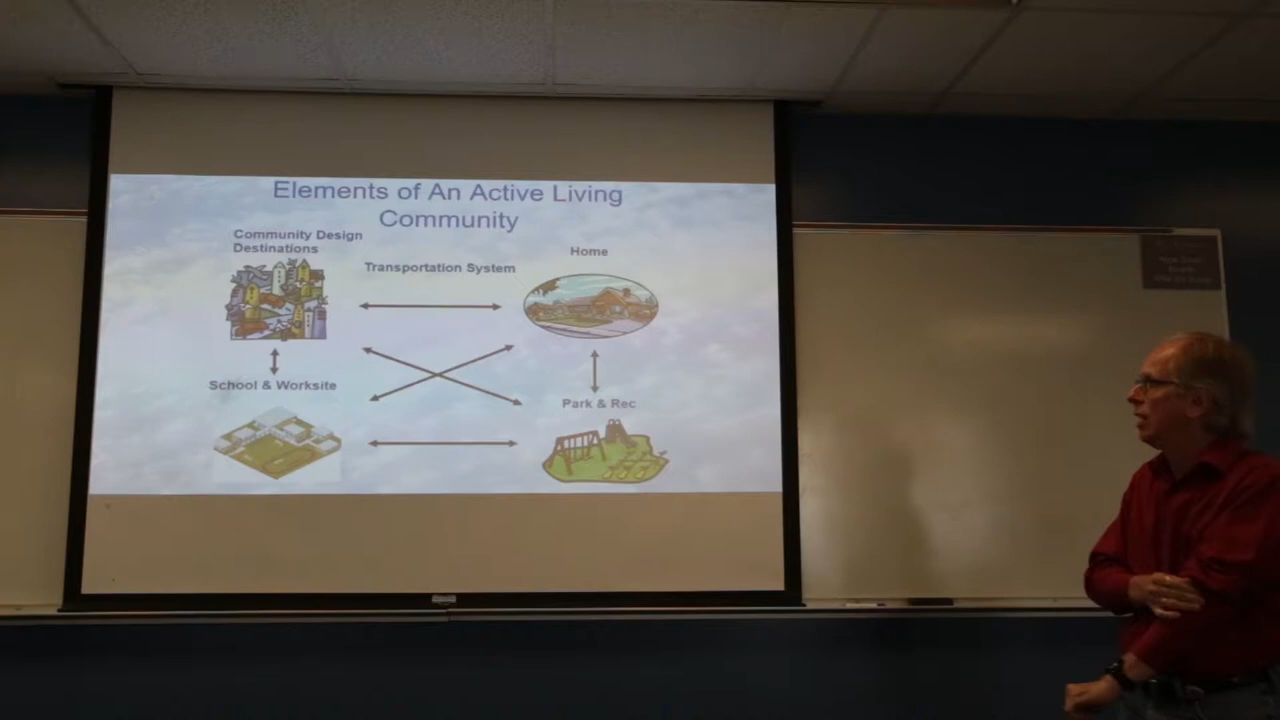 Elements of An Active Living
Community
Community Design
Destinations
Transportation System
Home
School & Worksite
Park & Rec